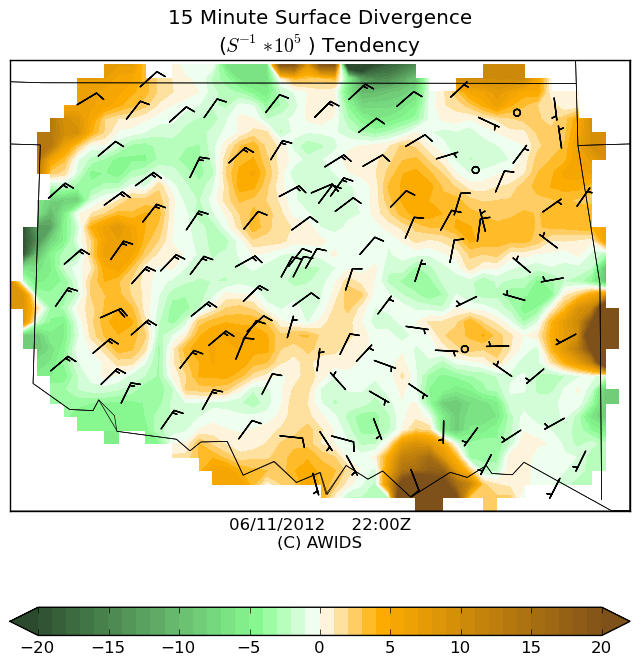 15 Minute Surface Divergence
(S⁻¹ * 10⁵ ) Tendency
06/11/2012 22:00Z
(C) AWIDS
−20 −15 −10 −5 0 5 10 15 20